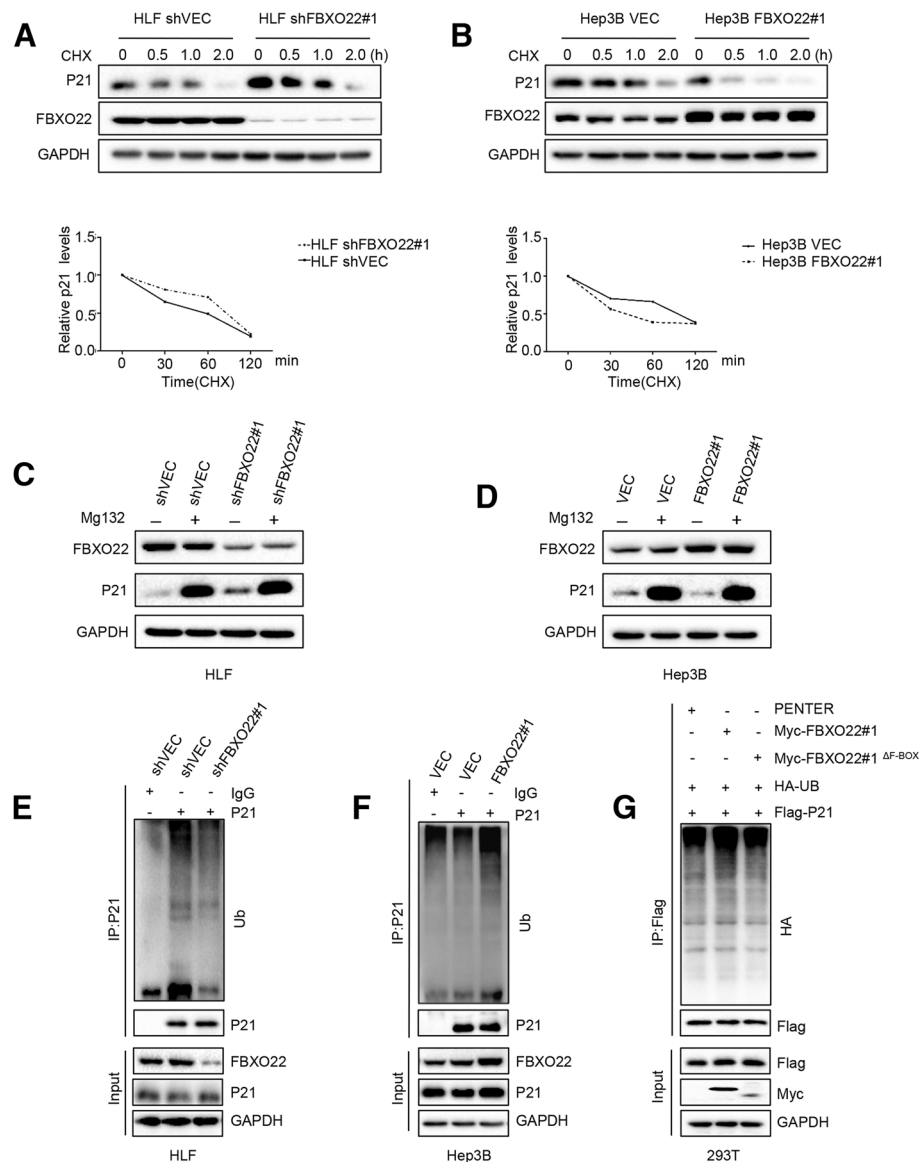 A
HLF shVEC HLF shFBXO22#1
CHX 0 0.5 1.0 2.0 0 0.5 1.0 2.0 (h)
P21
FBXO22
GAPDH
Relative p21 levels
1.5
1.0
0.5
0.0
0 30 60 120 min
Time(CHX)
HLF shFBXO22#1
HLF shVEC
B
Hep3B VEC Hep3B FBXO22#1
CHX 0 0.5 1.0 2.0 0 0.5 1.0 2.0 (h)
P21
FBXO22
GAPDH
Relative p21 levels
1.5
1.0
0.5
0.0
0 30 60 120 min
Time(CHX)
Hep3B VEC
Hep3B FBXO22#1
C
shVEC shVEC shFBXO22#1 shFBXO22#1
Mg132 – + – +
FBXO22
P21
GAPDH
HLF
D
VEC VEC FBXO22#1 FBXO22#1
Mg132 – + – +
FBXO22
P21
GAPDH
Hep3B
E
shVEC shVEC shFBXO22#1
+ - - IgG
- + + P21
IP:P21
Ub
P21
Input
FBXO22
P21
GAPDH
HLF
F
VEC VEC FBXO22#1
+ - - IgG
- + + P21
IP:P21
Ub
P21
Input
FBXO22
P21
GAPDH
Hep3B
G
+ - - PENTER
- + - Myc-FBXO22#1
- - + Myc-FBXO22#1 ΔF-BOX
+ + + HA-UB
+ + + Flag-P21
IP:Flag
HA
Flag
Input
Flag
Myc
GAPDH
293T